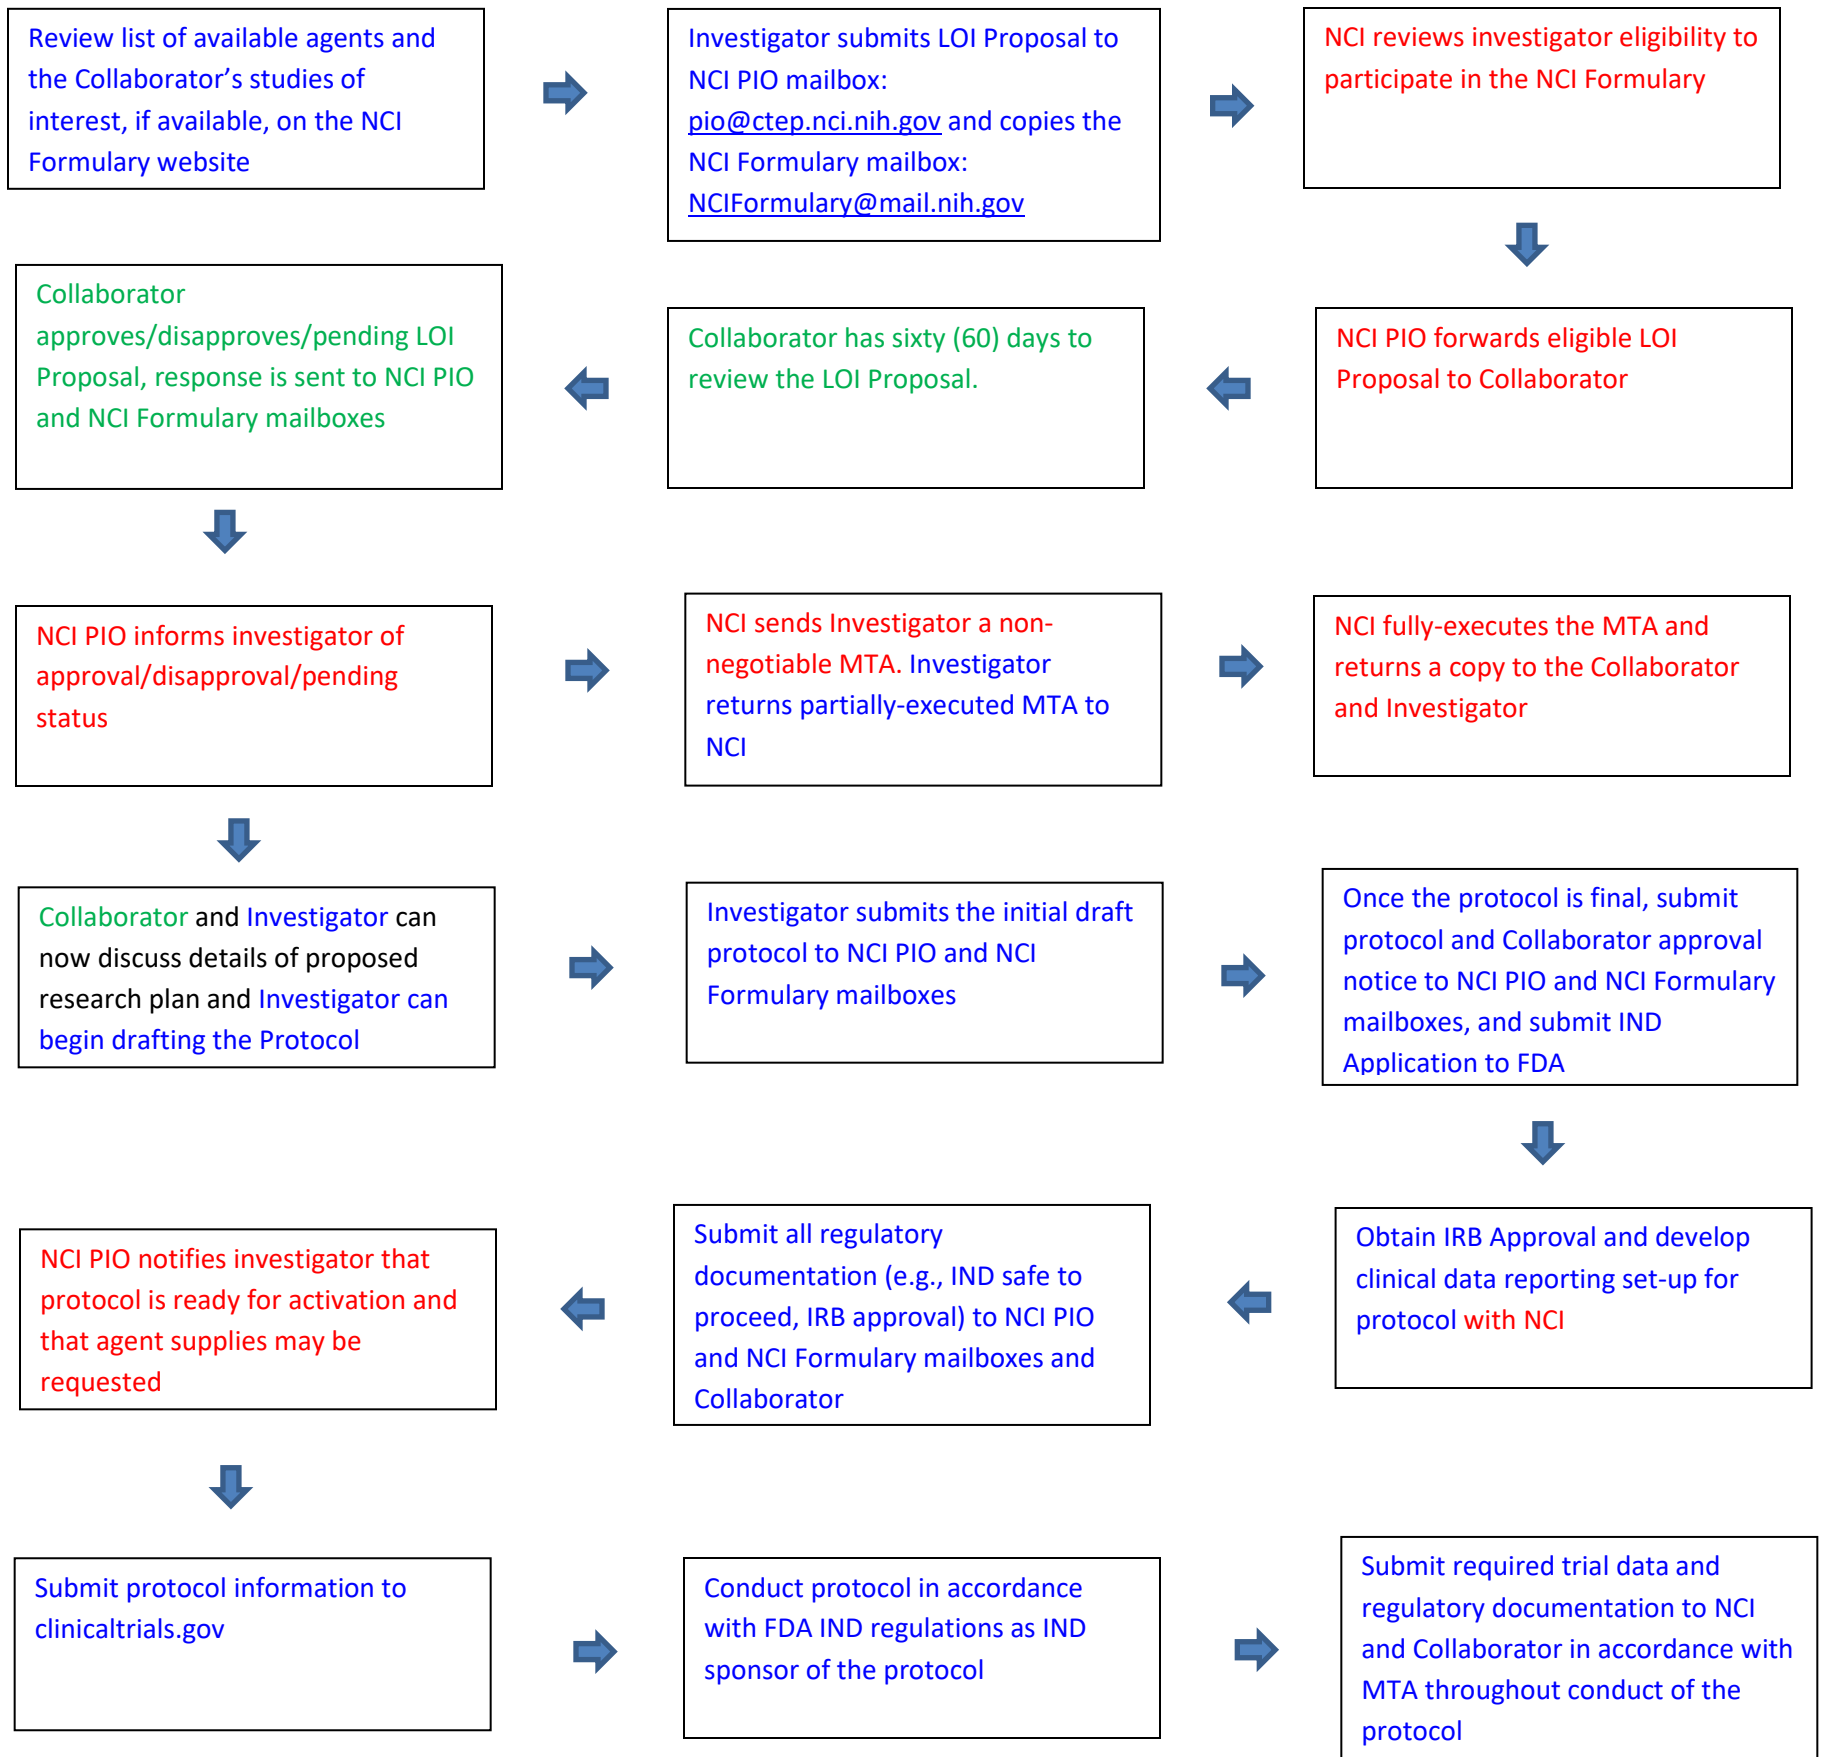 Review list of available agents and
the Collaborator’s studies of
interest, if available, on the NCI
Formulary website
Investigator submits LOI Proposal to
NCI PIO mailbox:
pio@ctep.nci.nih.gov and copies the
NCI Formulary mailbox:
NCIFormulary@mail.nih.gov
NCI reviews investigator eligibility to
participate in the NCI Formulary
NCI PIO forwards eligible LOI
Proposal to Collaborator
Collaborator has sixty (60) days to
review the LOI Proposal.
Collaborator
approves/disapproves/pending LOI
Proposal, response is sent to NCI PIO
and NCI Formulary mailboxes
NCI PIO informs investigator of
approval/disapproval/pending
status
NCI sends Investigator a non-
negotiable MTA. Investigator
returns partially-executed MTA to
NCI
NCI fully-executes the MTA and
returns a copy to the Collaborator
and Investigator
Collaborator and Investigator can
now discuss details of proposed
research plan and Investigator can
begin drafting the Protocol
Investigator submits the initial draft
protocol to NCI PIO and NCI
Formulary mailboxes
Once the protocol is final, submit
protocol and Collaborator approval
notice to NCI PIO and NCI Formulary
mailboxes, and submit IND
Application to FDA
Obtain IRB Approval and develop
clinical data reporting set-up for
protocol with NCI
Submit all regulatory
documentation (e.g., IND safe to
proceed, IRB approval) to NCI PIO
and NCI Formulary mailboxes and
Collaborator
NCI PIO notifies investigator that
protocol is ready for activation and
that agent supplies may be
requested
Submit protocol information to
clinicaltrials.gov
Conduct protocol in accordance
with FDA IND regulations as IND
sponsor of the protocol
Submit required trial data and
regulatory documentation to NCI
and Collaborator in accordance with
MTA throughout conduct of the
protocol